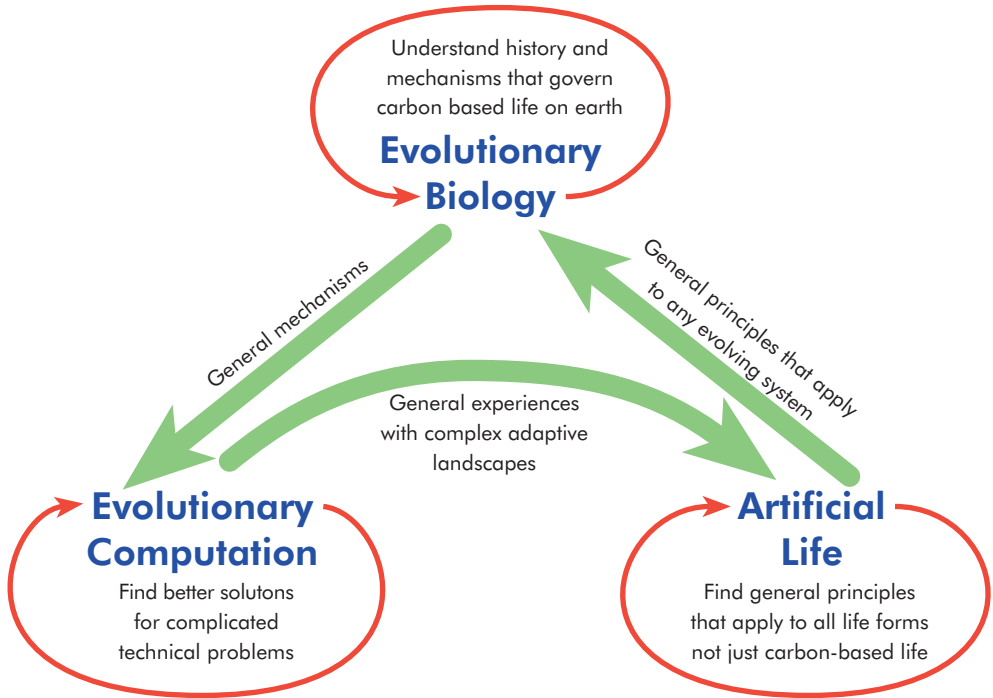 Understand history and
mechanisms that govern
carbon based life on earth
Evolutionary
Biology
General mechanisms
General principles that apply
to any evolving system
General experiences
with complex adaptive
landscapes
Evolutionary
Computation
Find better solutons
for complicated
technical problems
Artificial
Life
Find general principles
that apply to all life forms
not just carbon-based life